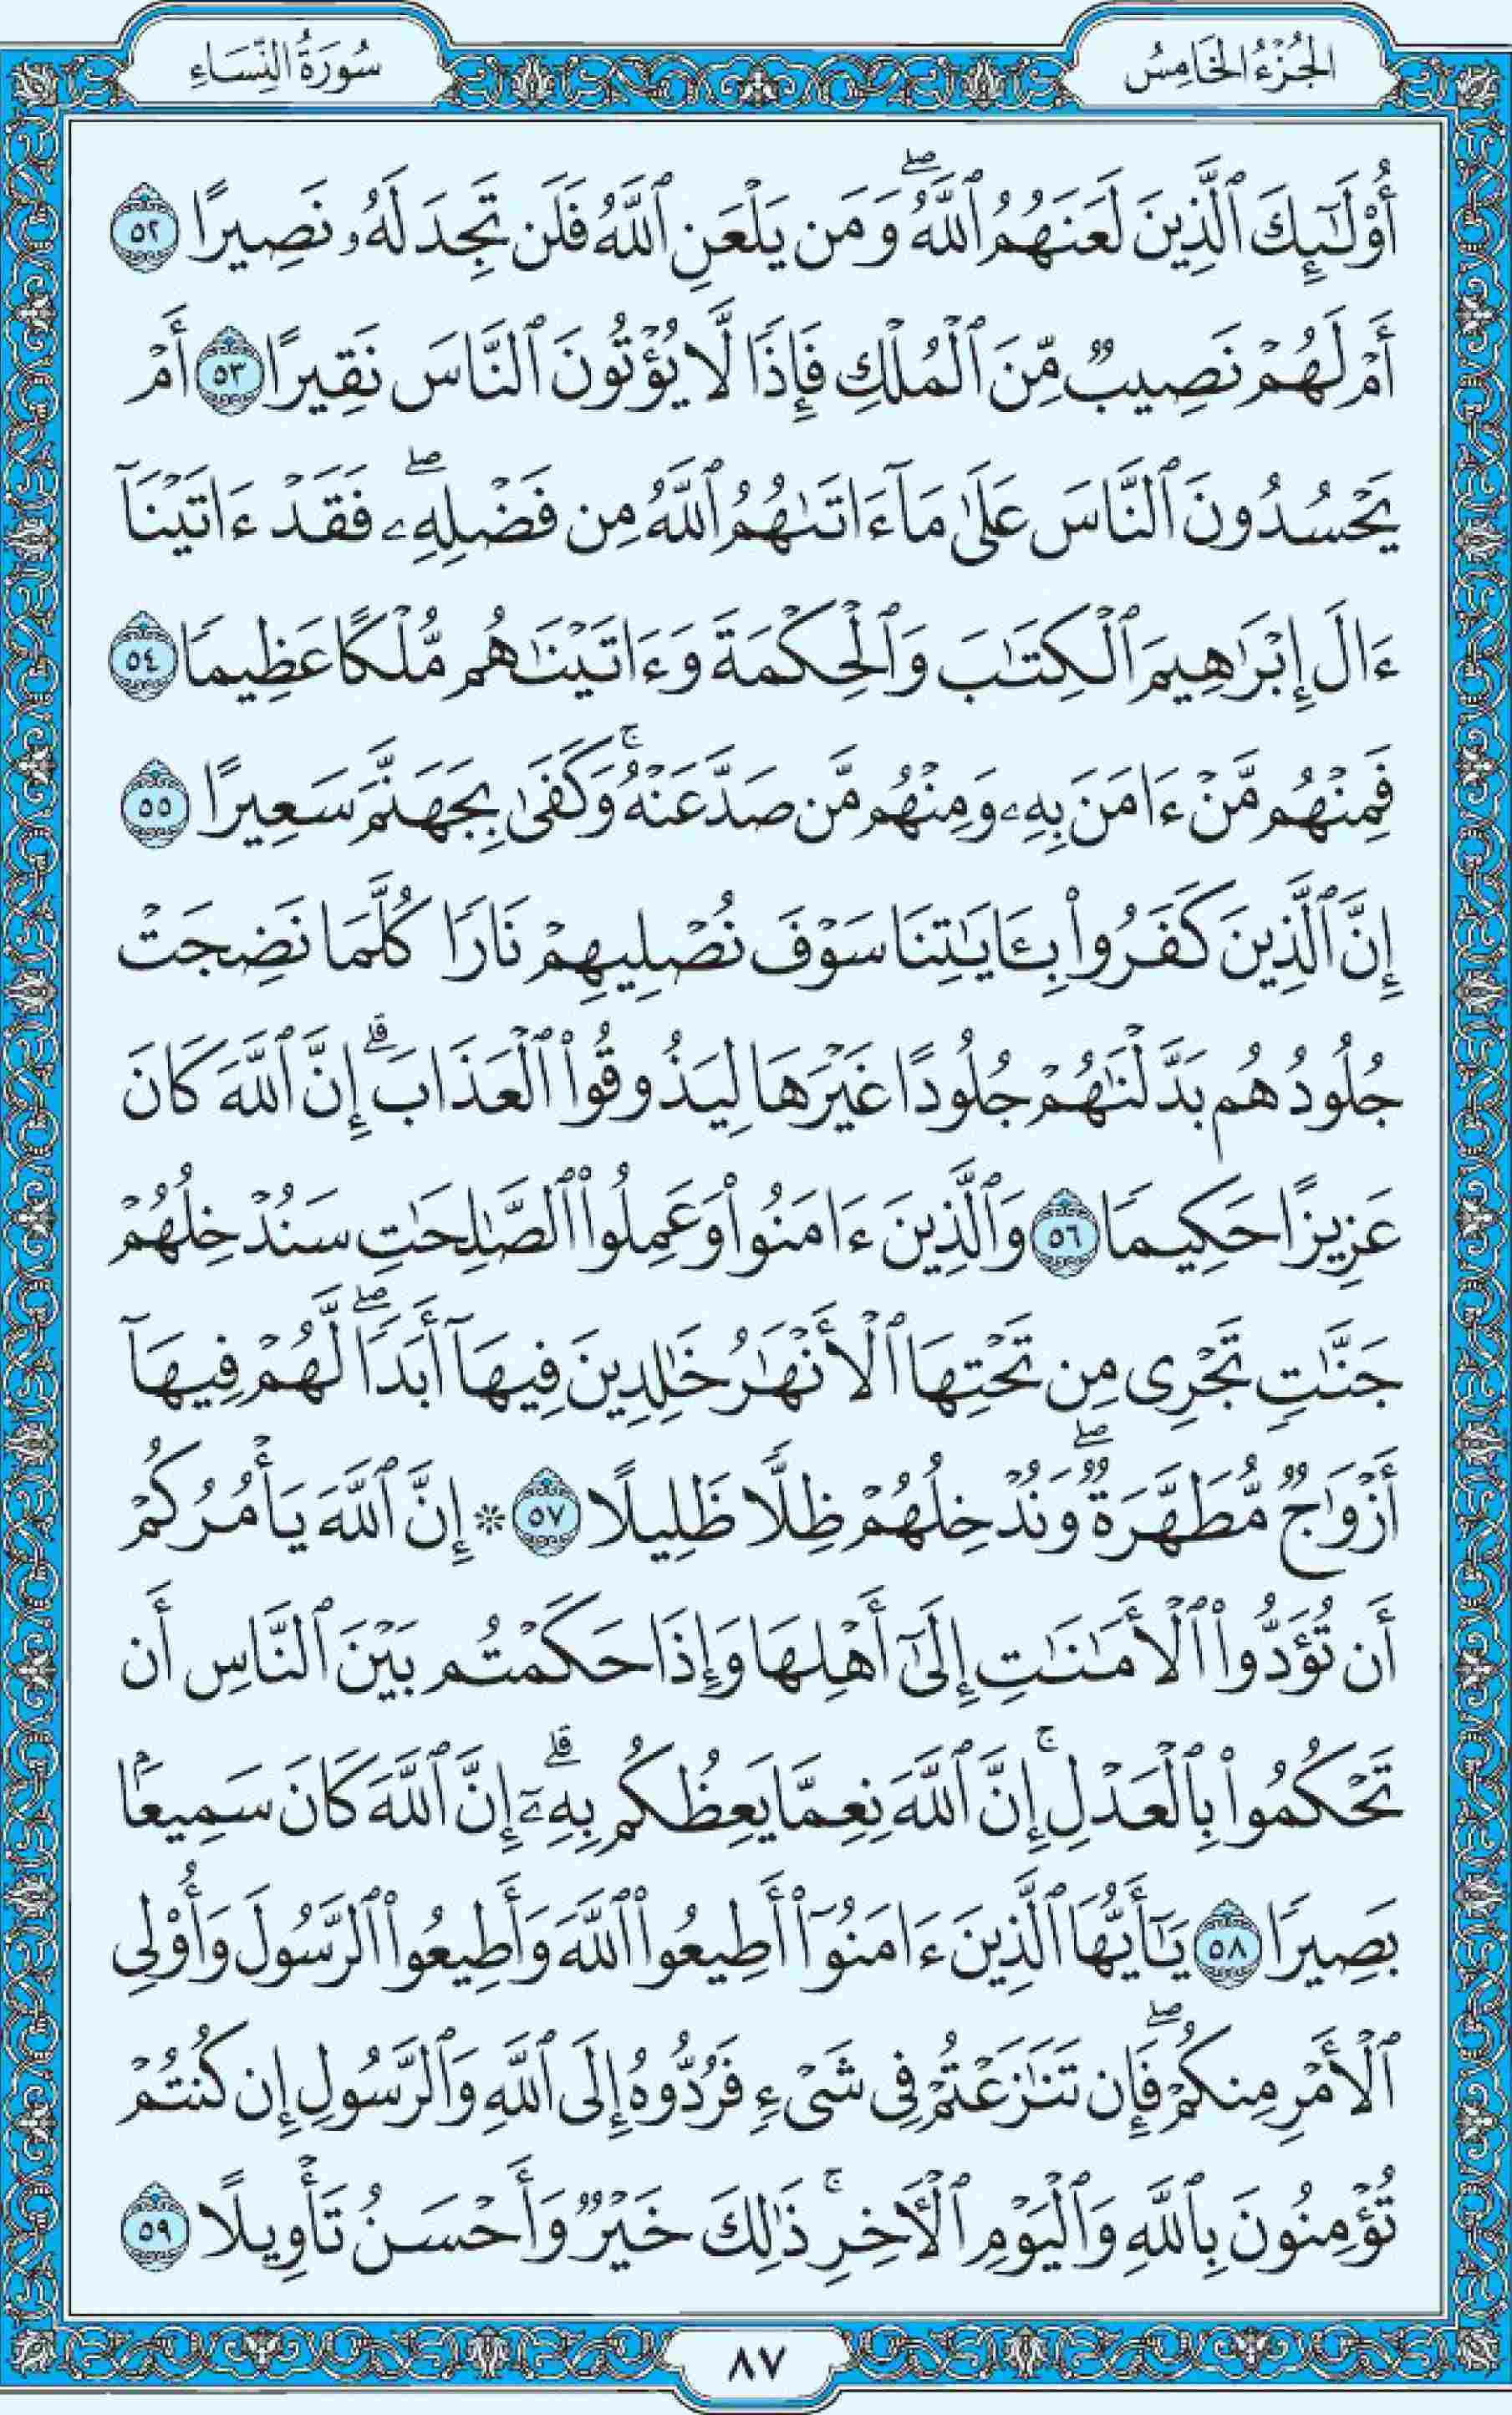 الجُزْءُ الخَامِسُ
سُورَةُ النِّسَاءِ
أُوْلَٰٓئِكَ ٱلَّذِينَ لَعَنَهُمُ ٱللَّهُۖ وَمَن يَلْعَنِ ٱللَّهُ فَلَن تَجِدَ لَهُۥ نَصِيرًا ٥٢
أَمْ لَهُمْ نَصِيبٌ مِّنَ ٱلْمُلْكِ فَإِذًا لَّا يُؤْتُونَ ٱلنَّاسَ نَقِيرًا ٥٣ أَمْ
يَحْسُدُونَ ٱلنَّاسَ عَلَىٰ مَآ ءَاتَىٰهُمُ ٱللَّهُ مِن فَضْلِهِۦۖ فَقَدْ ءَاتَيْنَآ
ءَالَ إِبْرَٰهِيمَ ٱلْكِتَٰبَ وَٱلْحِكْمَةَ وَءَاتَيْنَٰهُم مُّلْكًا عَظِيمًا ٥٤
فَمِنْهُم مَّنْ ءَامَنَ بِهِۦ وَمِنْهُم مَّن صَدَّ عَنْهُۚ وَكَفَىٰ بِجَهَنَّمَ سَعِيرًا ٥٥
إِنَّ ٱلَّذِينَ كَفَرُوا۟ بِـَٔايَٰتِنَا سَوْفَ نُصْلِيهِمْ نَارًا كُلَّمَا نَضِجَتْ
جُلُودُهُم بَدَّلْنَٰهُمْ جُلُودًا غَيْرَهَا لِيَذُوقُوا۟ ٱلْعَذَابَۗ إِنَّ ٱللَّهَ كَانَ
عَزِيزًا حَكِيمًا ٥٦ وَٱلَّذِينَ ءَامَنُوا۟ وَعَمِلُوا۟ ٱلصَّٰلِحَٰتِ سَنُدْخِلُهُمْ
جَنَّٰتٍ تَجْرِى مِن تَحْتِهَا ٱلْأَنْهَٰرُ خَٰلِدِينَ فِيهَآ أَبَدًاۖ لَّهُمْ فِيهَآ
أَزْوَٰجٌ مُّطَهَّرَةٌۖ وَنُدْخِلُهُمْ ظِلًّا ظَلِيلًا ٥٧ * إِنَّ ٱللَّهَ يَأْمُرُكُمْ
أَن تُؤَدُّوا۟ ٱلْأَمَٰنَٰتِ إِلَىٰٓ أَهْلِهَا وَإِذَا حَكَمْتُم بَيْنَ ٱلنَّاسِ أَن
تَحْكُمُوا۟ بِٱلْعَدْلِۚ إِنَّ ٱللَّهَ نِعِمَّا يَعِظُكُم بِهِۦٓۗ إِنَّ ٱللَّهَ كَانَ سَمِيعًۢا
بَصِيرًا ٥٨ يَٰٓأَيُّهَا ٱلَّذِينَ ءَامَنُوٓا۟ أَطِيعُوا۟ ٱللَّهَ وَأَطِيعُوا۟ ٱلرَّسُولَ وَأُوْلِى
ٱلْأَمْرِ مِنكُمْۖ فَإِن تَنَٰزَعْتُمْ فِى شَىْءٍ فَرُدُّوهُ إِلَى ٱللَّهِ وَٱلرَّسُولِ إِن كُنتُمْ
تُؤْمِنُونَ بِٱللَّهِ وَٱلْيَوْمِ ٱلْـَٔاخِرِۚ ذَٰلِكَ خَيْرٌ وَأَحْسَنُ تَأْوِيلًا ٥٩
٨٧